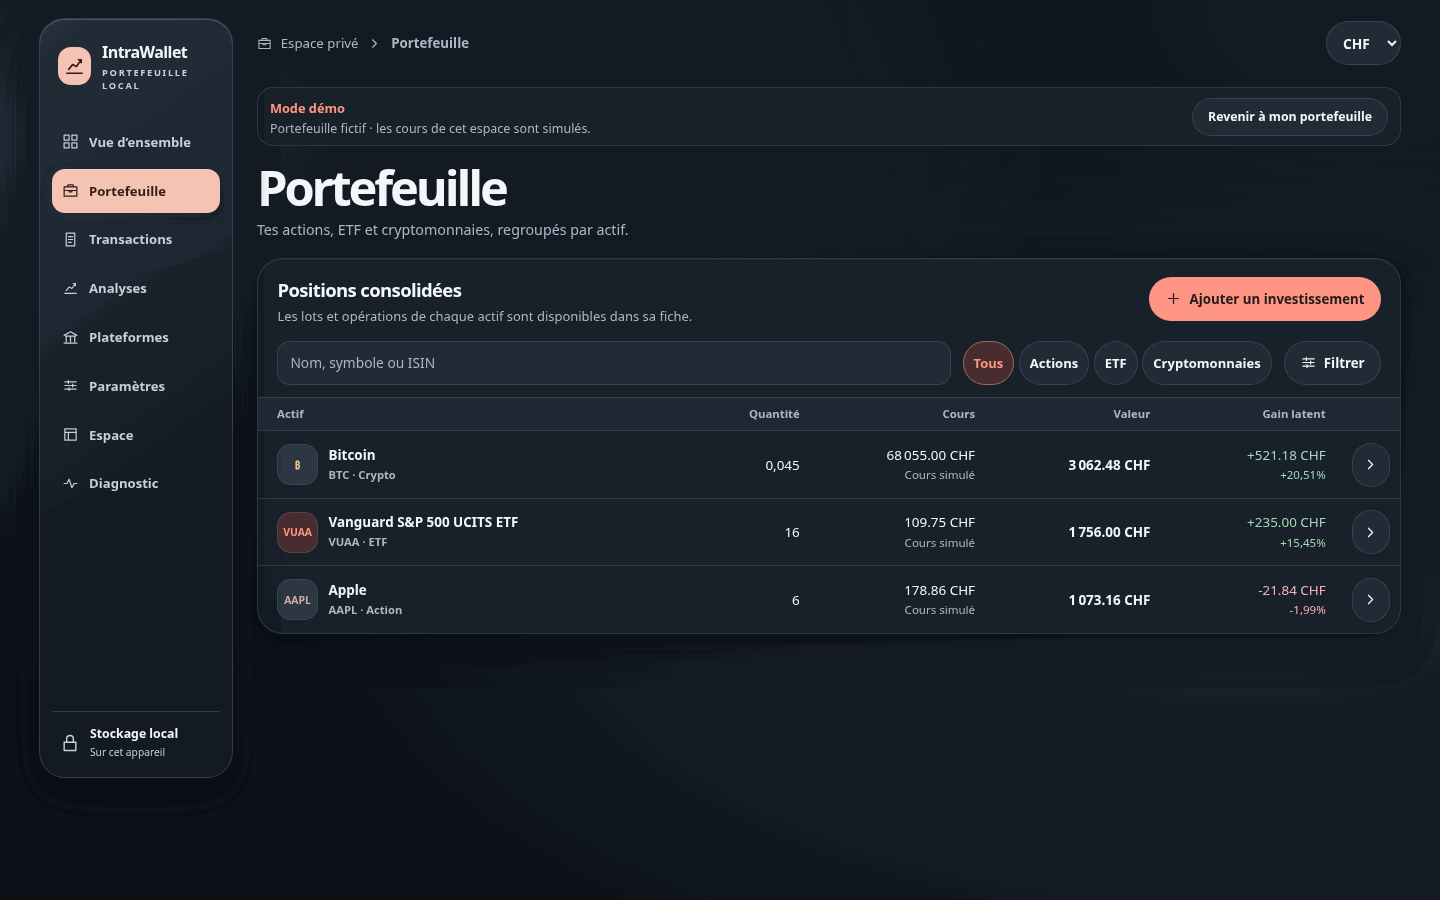 IntraWallet
PORTEFEUILLE
LOCAL
Vue d'ensemble
Portefeuille
Transactions
Analyses
Plateformes
Paramètres
Espace
Diagnostic
Stockage local
Sur cet appareil
Espace privé
Portefeuille
CHF
Mode démo
Portefeuille fictif · les cours de cet espace sont simulés.
Revenir à mon portefeuille
Portefeuille
Tes actions, ETF et cryptomonnaies, regroupés par actif.
Positions consolidées
Les lots et opérations de chaque actif sont disponibles dans sa fiche.
Ajouter un investissement
Nom, symbole ou ISIN
Tous
Actions
ETF
Cryptomonnaies
Filtrer
Actif Quantité Cours Valeur Gain latent
₿
Bitcoin
BTC · Crypto
0,045
68 055.00 CHF
Cours simulé
3 062.48 CHF
+521.18 CHF
+20,51%
VUAA
Vanguard S&P 500 UCITS ETF
VUAA · ETF
16
109.75 CHF
Cours simulé
1 756.00 CHF
+235.00 CHF
+15,45%
AAPL
Apple
AAPL · Action
6
178.86 CHF
Cours simulé
1 073.16 CHF
-21.84 CHF
-1,99%